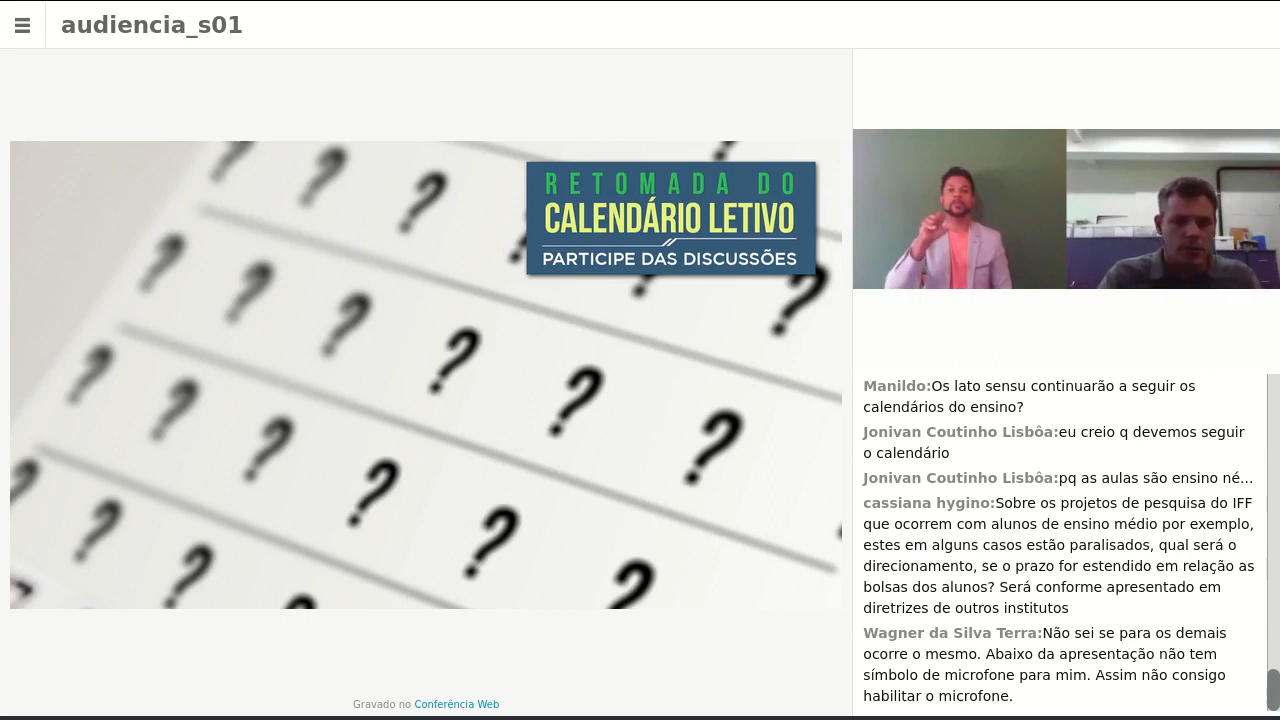 audiencia_s01
RETOMADA DO
CALENDÁRIO LETIVO
PARTICIPE DAS DISCUSSÕES
? ? ? ?
? ? ? ? ? ?
? ? ? ? ? ?
? ? ? ? ?
Manildo:Os lato sensu continuarão a seguir os
calendários do ensino?
Jonivan Coutinho Lisbôa:eu creio q devemos seguir
o calendário
Jonivan Coutinho Lisbôa:pq as aulas são ensino né...
cassiana hygino:Sobre os projetos de pesquisa do IFF
que ocorrem com alunos de ensino médio por exemplo,
estes em alguns casos estão paralisados, qual será o
direcionamento, se o prazo for estendido em relação as
bolsas dos alunos? Será conforme apresentado em
diretrizes de outros institutos
Wagner da Silva Terra:Não sei se para os demais
ocorre o mesmo. Abaixo da apresentação não tem
símbolo de microfone para mim. Assim não consigo
habilitar o microfone.
Gravado no Conferência Web